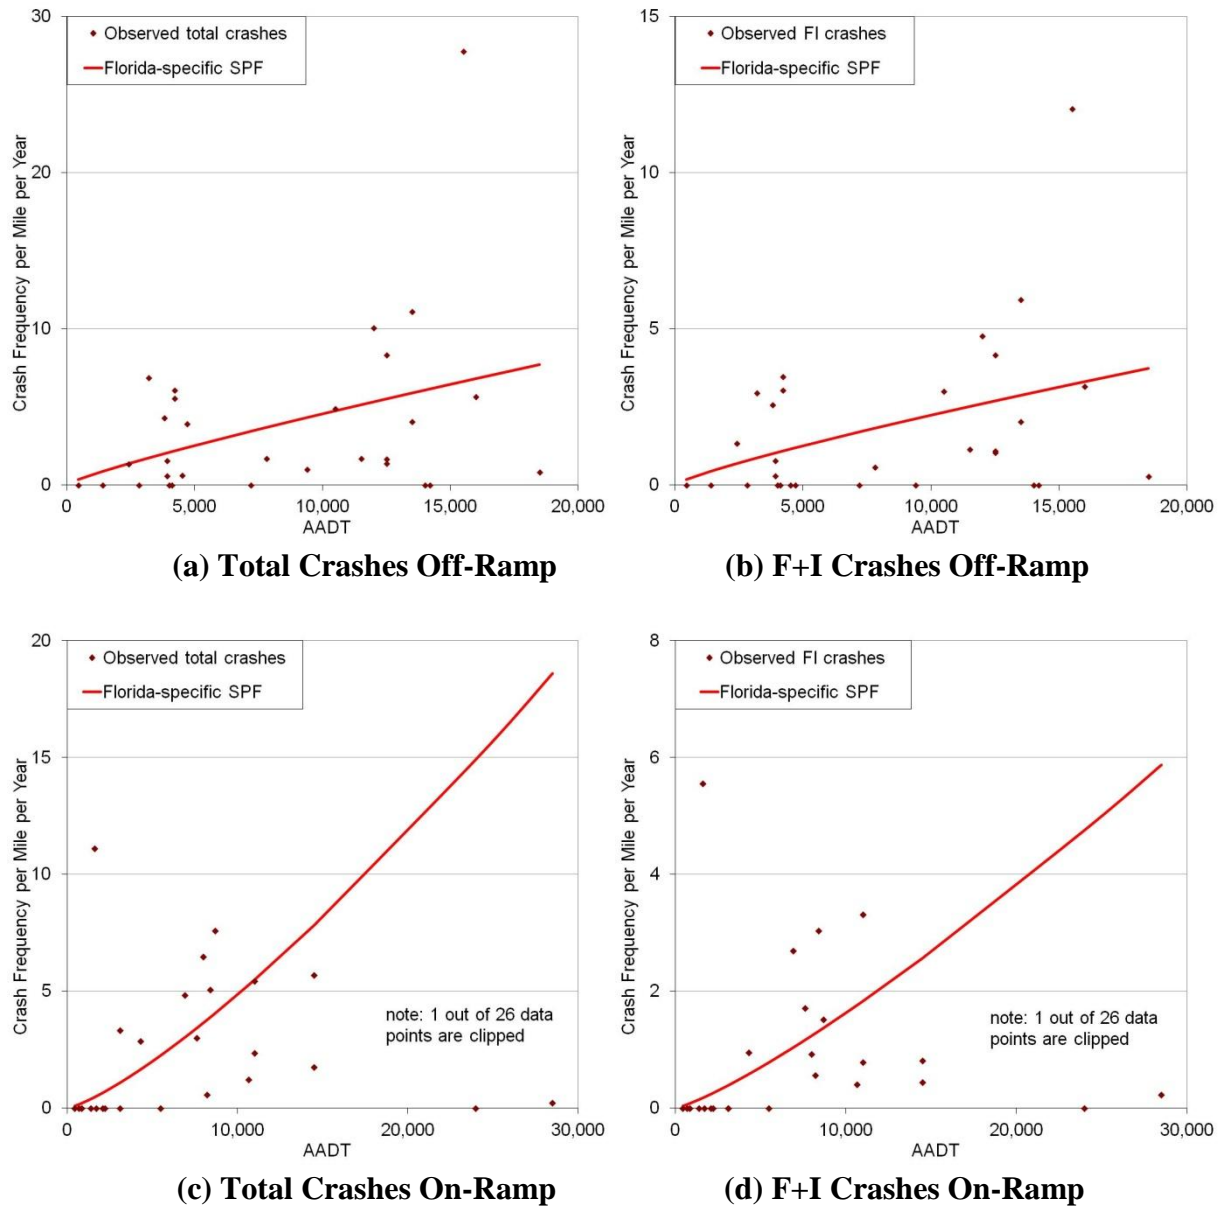 30
20
10
0
Crash Frequency per Mile per Year
Observed total crashes
Florida-specific SPF
0 5,000 10,000 15,000 20,000
AADT
(a) Total Crashes Off-Ramp
15
10
5
0
Crash Frequency per Mile per Year
Observed FI crashes
Florida-specific SPF
0 5,000 10,000 15,000 20,000
AADT
(b) F+I Crashes Off-Ramp
20
15
10
5
0
Crash Frequency per Mile per Year
Observed total crashes
Florida-specific SPF
note: 1 out of 26 data
points are clipped
0 10,000 20,000 30,000
AADT
(c) Total Crashes On-Ramp
8
6
4
2
0
Crash Frequency per Mile per Year
Observed FI crashes
Florida-specific SPF
note: 1 out of 26 data
points are clipped
0 10,000 20,000 30,000
AADT
(d) F+I Crashes On-Ramp